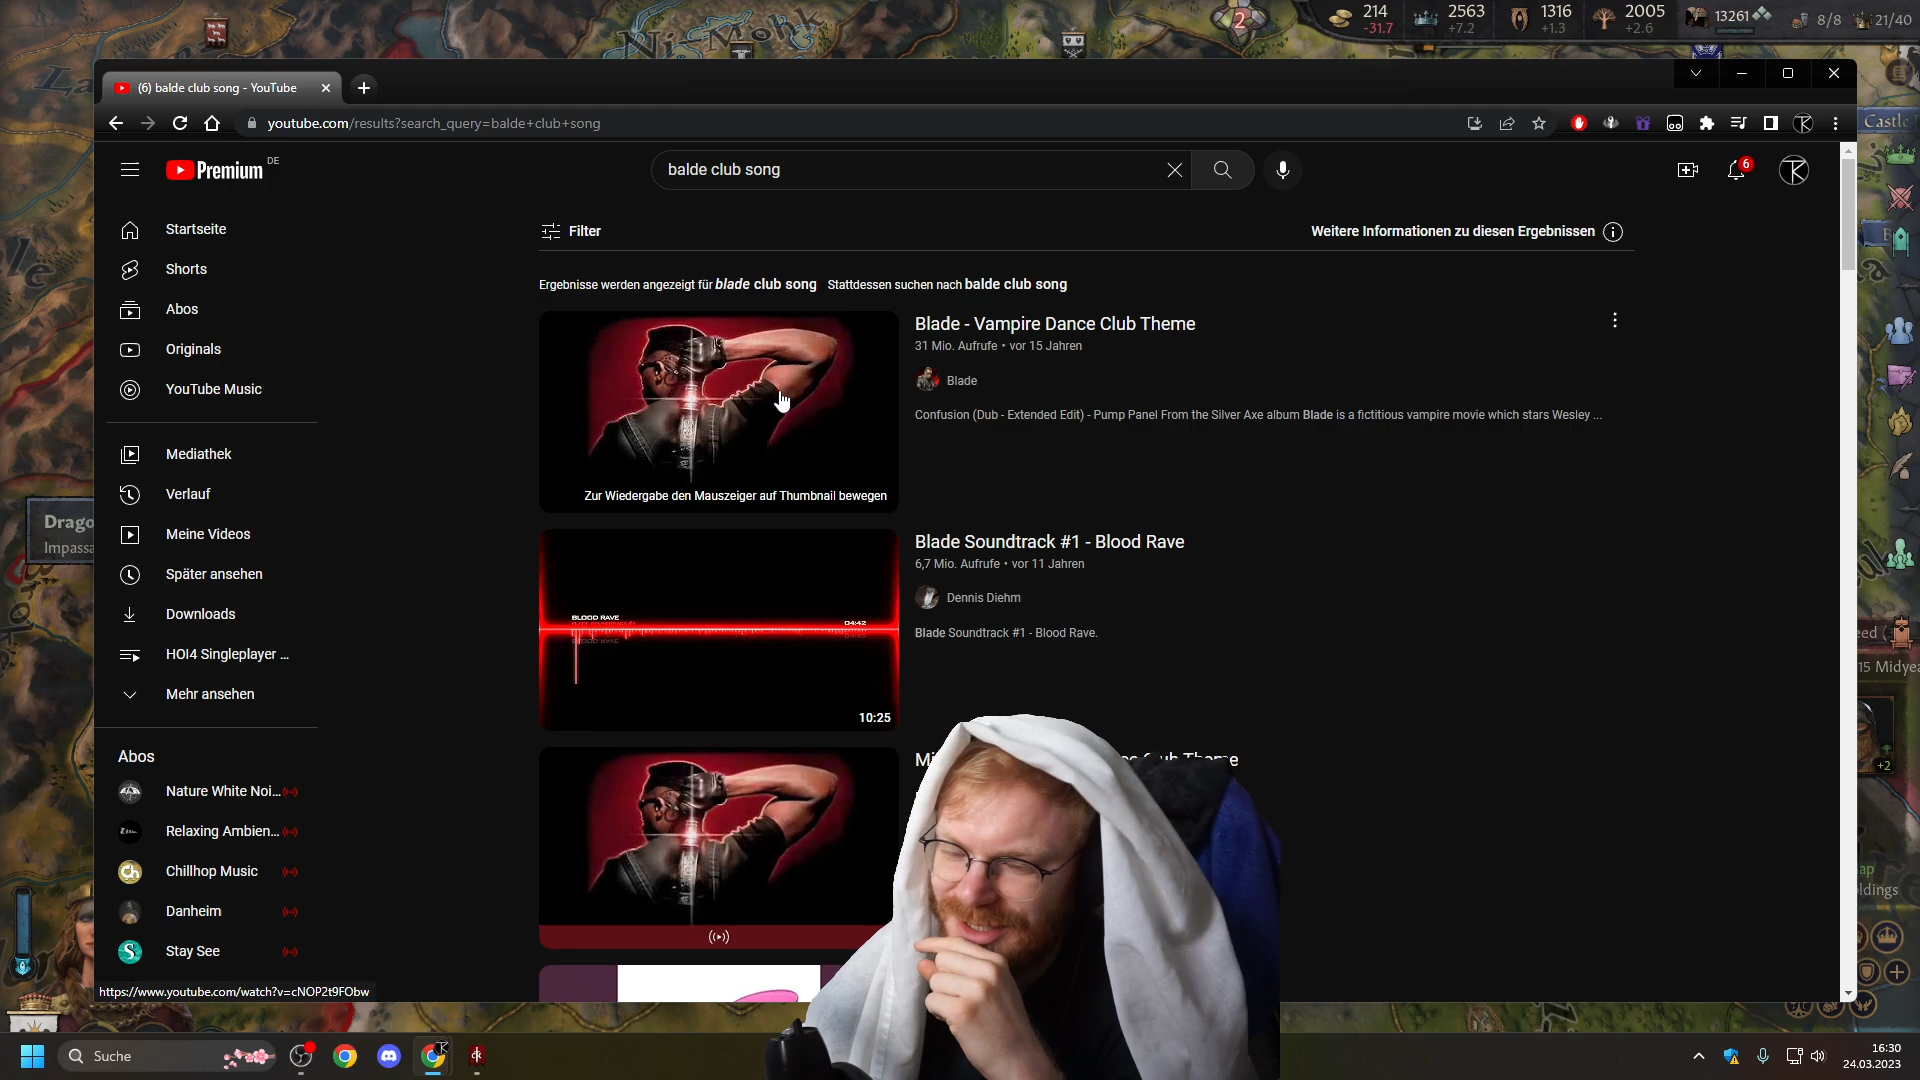 214
-31.7
2563
+7.2
1316
+1.3
2005
+2.6
13261
8/8
21/40
2
(6) balde club song - YouTube
youtube.com/results?search_query=balde+club+song
Castle
Premium
DE
balde club song
6
Startseite
Shorts
Abos
Originals
YouTube Music
Mediathek
Verlauf
Meine Videos
Später ansehen
Downloads
HOI4 Singleplayer ...
Mehr ansehen
Abos
Nature White Noi...
Relaxing Ambien...
Chillhop Music
Danheim
Stay See
Filter
Weitere Informationen zu diesen Ergebnissen
Ergebnisse werden angezeigt für blade club song Stattdessen suchen nach balde club song
Blade - Vampire Dance Club Theme
31 Mio. Aufrufe • vor 15 Jahren
Blade
Confusion (Dub - Extended Edit) - Pump Panel From the Silver Axe album Blade is a fictitious vampire movie which stars Wesley ...
Zur Wiedergabe den Mauszeiger auf Thumbnail bewegen
Blade Soundtrack #1 - Blood Rave
6,7 Mio. Aufrufe • vor 11 Jahren
Dennis Diehm
Blade Soundtrack #1 - Blood Rave.
BLOOD RAVE
04:42
10:25
Theme
Drago
Impassa
15 Midyea
+2
ldings
https://www.youtube.com/watch?v=cNOP2t9FObw
Suche
16:30
24.03.2023